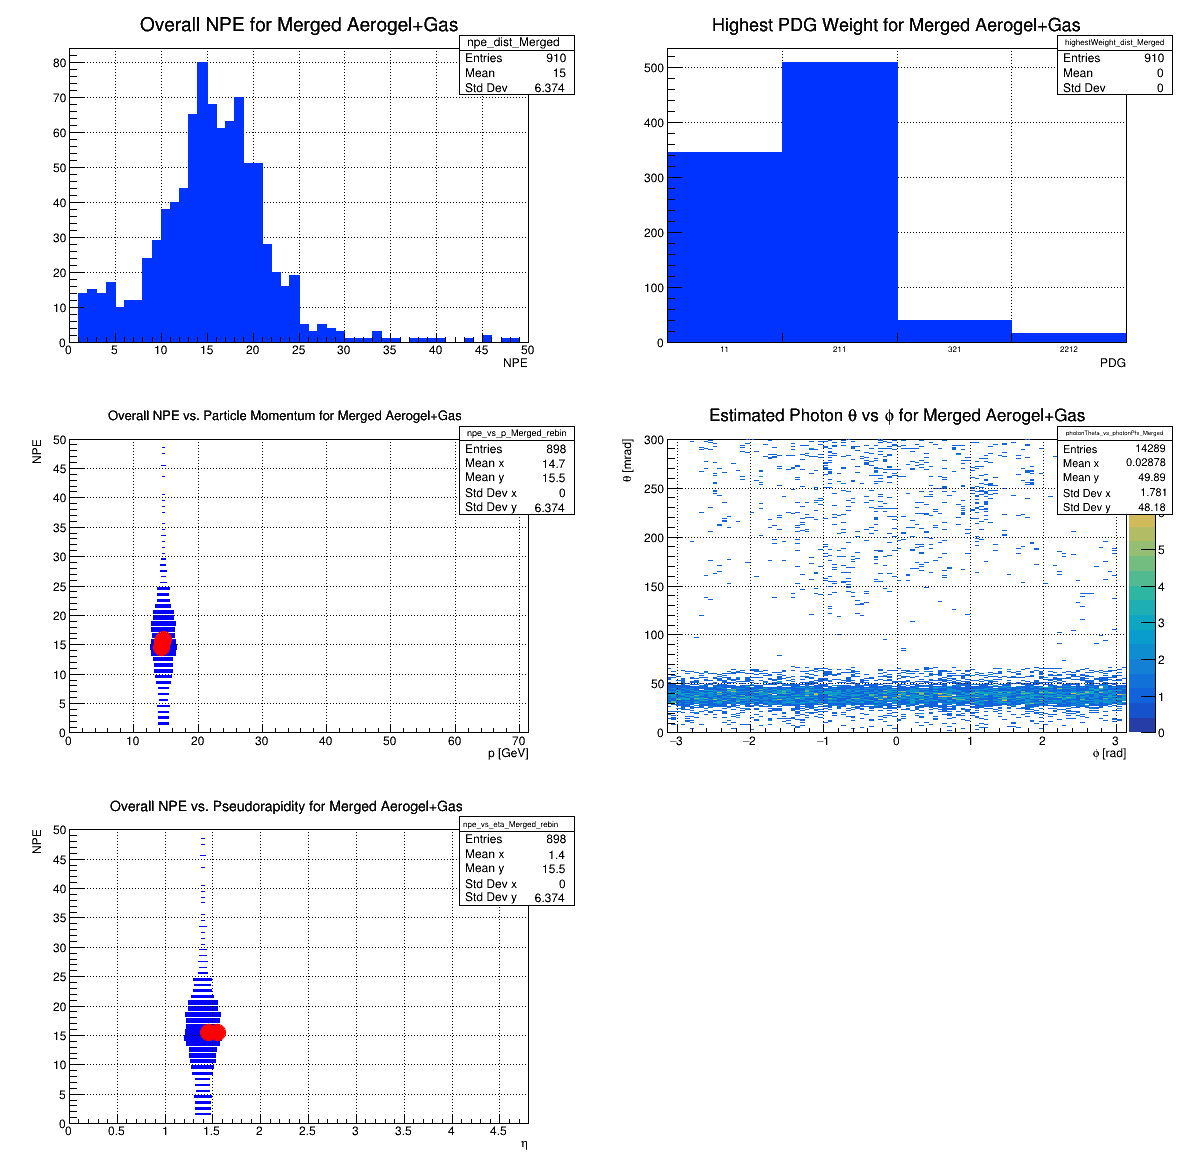 Overall NPE for Merged Aerogel+Gas
npe_dist_Merged
Entries 910
Mean 15
Std Dev 6.374
80
70
60
50
40
30
20
10
0
0 5 10 15 20 25 30 35 40 45 50
NPE
Highest PDG Weight for Merged Aerogel+Gas
highestWeight_dist_Merged
Entries 910
Mean 0
Std Dev 0
500
400
300
200
100
0
11 211 321 2212
PDG
Overall NPE vs. Particle Momentum for Merged Aerogel+Gas
NPE
npe_vs_p_Merged_rebin
Entries 898
Mean x 14.7
Mean y 15.5
Std Dev x 0
Std Dev y 6.374
50
45
40
35
30
25
20
15
10
5
0
0 10 20 30 40 50 60 70
p [GeV]
Estimated Photon θ vs ϕ for Merged Aerogel+Gas
θ [mrad]
photonTheta_vs_photonPhi_Merged
Entries 14289
Mean x 0.02878
Mean y 49.89
Std Dev x 1.781
Std Dev y 48.18
300
250
200
150
100
50
0
−3 −2 −1 0 1 2 3
ϕ [rad]
5
4
3
2
1
0
Overall NPE vs. Pseudorapidity for Merged Aerogel+Gas
NPE
npe_vs_eta_Merged_rebin
Entries 898
Mean x 1.4
Mean y 15.5
Std Dev x 0
Std Dev y 6.374
50
45
40
35
30
25
20
15
10
5
0
0 0.5 1 1.5 2 2.5 3 3.5 4 4.5
η